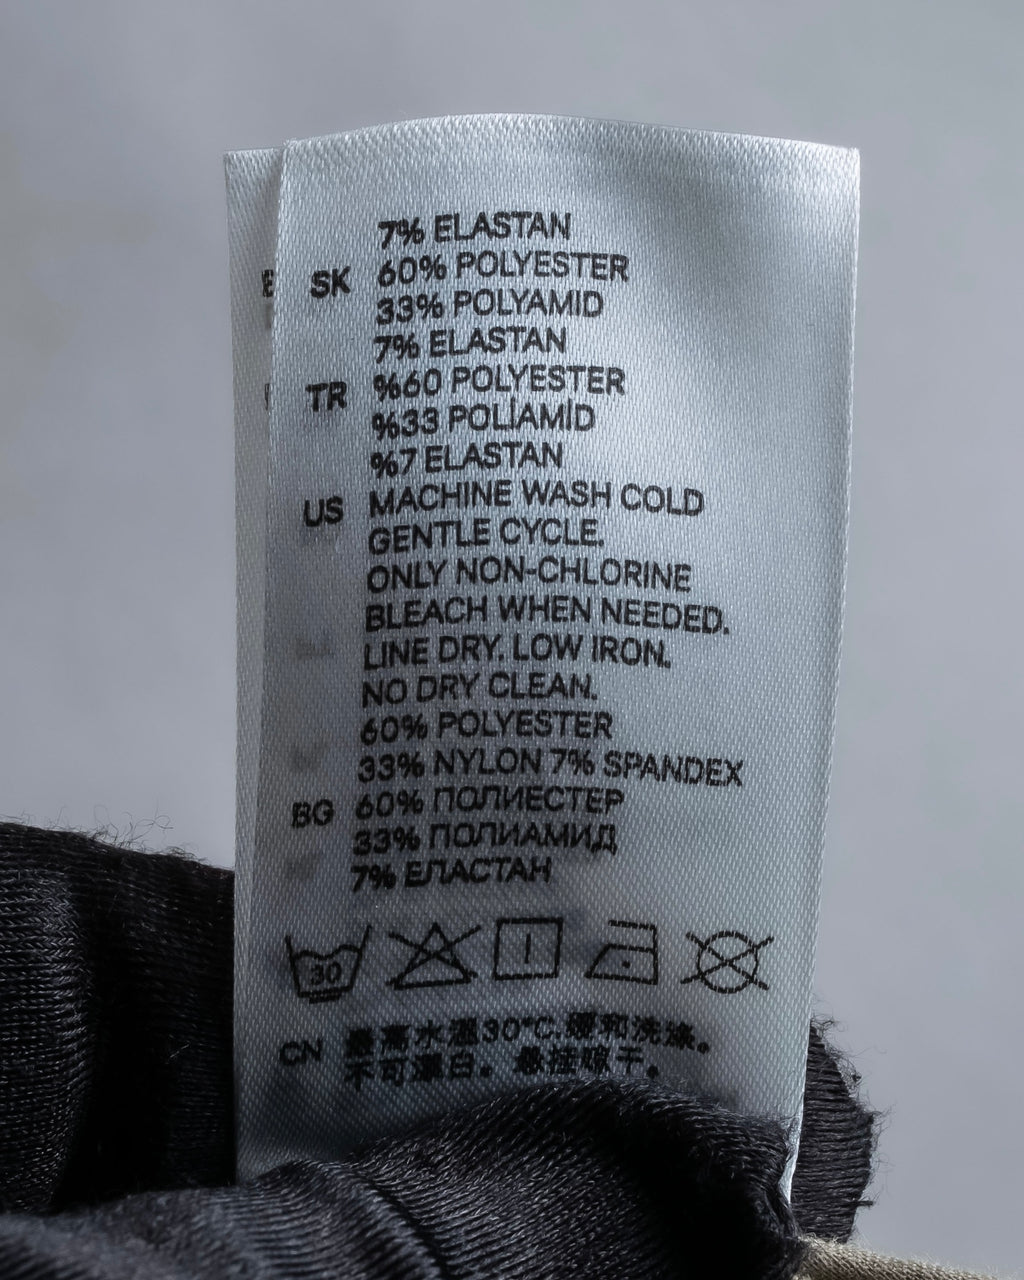 7% ELASTAN
SK 60% POLYESTER
33% POLYAMID
7% ELASTAN
TR %60 POLYESTER
%33 POLİAMİD
%7 ELASTAN
US MACHINE WASH COLD
GENTLE CYCLE.
ONLY NON-CHLORINE
BLEACH WHEN NEEDED.
LINE DRY. LOW IRON.
NO DRY CLEAN.
60% POLYESTER
33% NYLON 7% SPANDEX
BG 60% ПОЛИЕСТЕР
33% ПОЛИАМИД
7% ЕЛАСТАН
30
CN 最高水温30°C.缓和洗涤。
不可漂白。悬挂晾干。